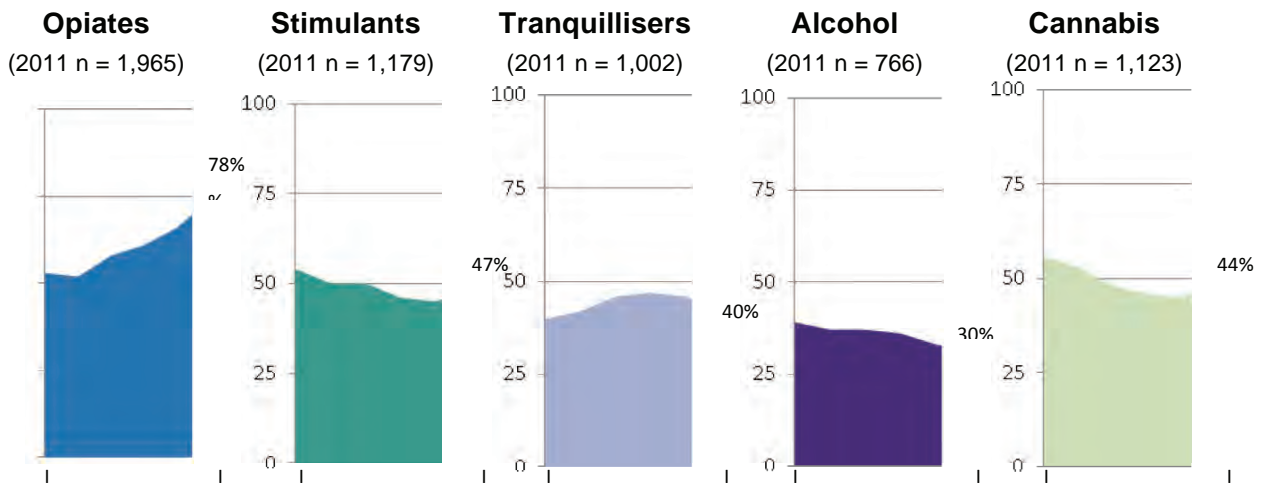 Opiates
(2011 n = 1,965)
78%
%
Stimulants
(2011 n = 1,179)
100
75
50
25
0
47%
Tranquillisers
(2011 n = 1,002)
100
75
50
25
0
40%
Alcohol
(2011 n = 766)
100
75
50
25
0
30%
Cannabis
(2011 n = 1,123)
100
75
50
25
0
44%